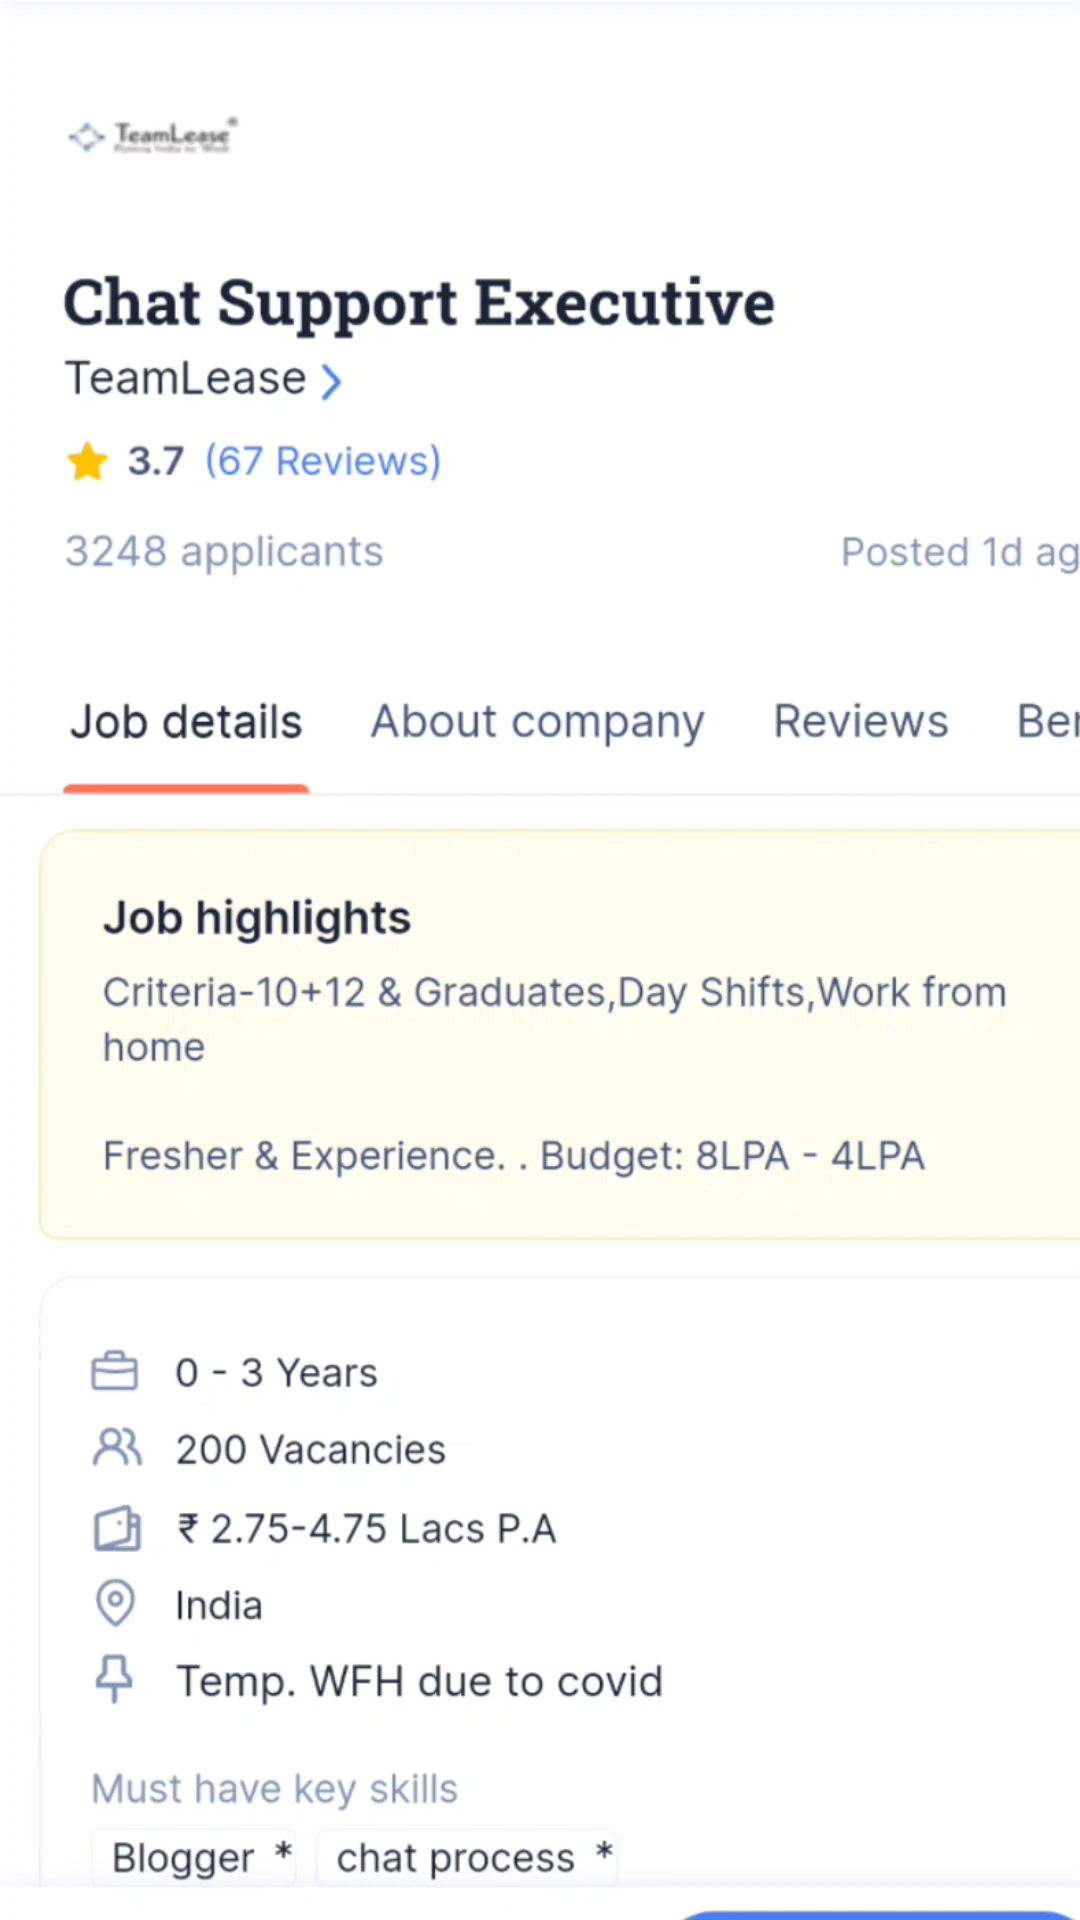 TeamLease
Chat Support Executive
TeamLease
3.7 (67 Reviews)
3248 applicants
Posted 1d ag
Job details About company Reviews Ber
Job highlights
Criteria-10+12 & Graduates,Day Shifts,Work from
home
Fresher & Experience. . Budget: 8LPA - 4LPA
0 - 3 Years
200 Vacancies
₹ 2.75-4.75 Lacs P.A
India
Temp. WFH due to covid
Must have key skills
Blogger * chat process *